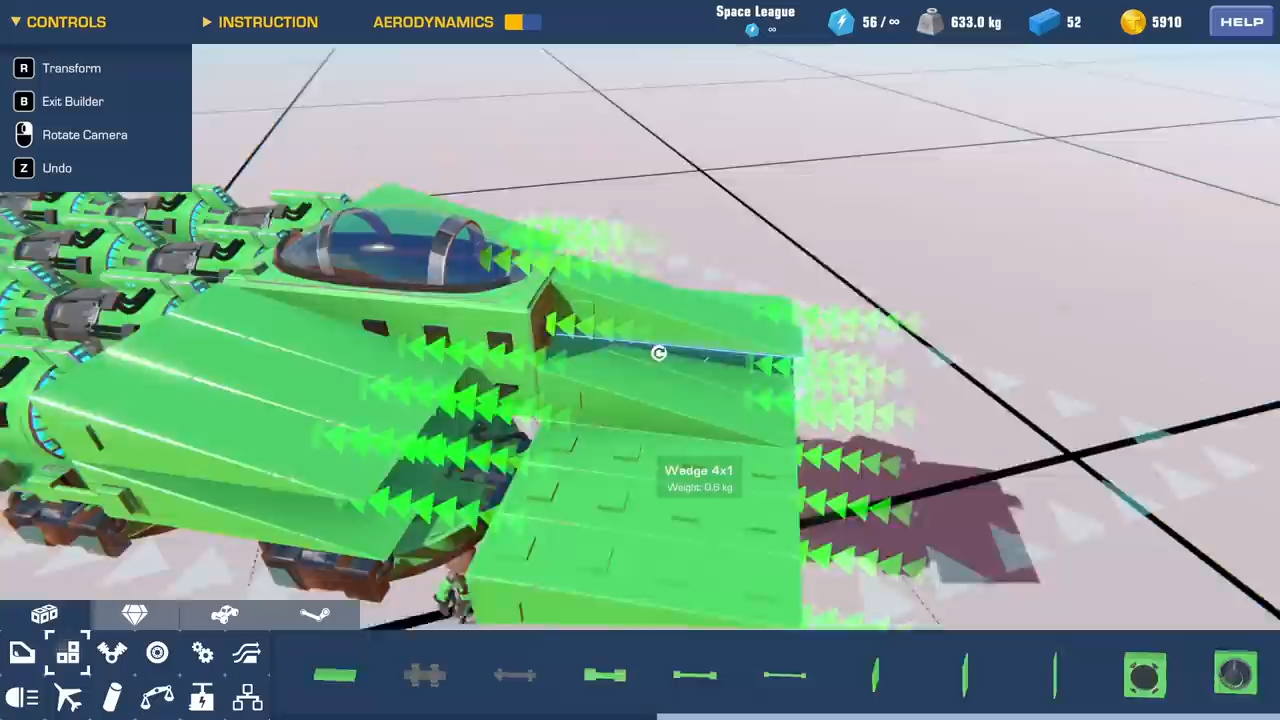 CONTROLS
INSTRUCTION
AERODYNAMICS
Space League
∞
56 / ∞
633.0 kg
52
5910
HELP
R Transform
B Exit Builder
Rotate Camera
Z Undo
C
Wedge 4x1
Weight: 0.6 kg